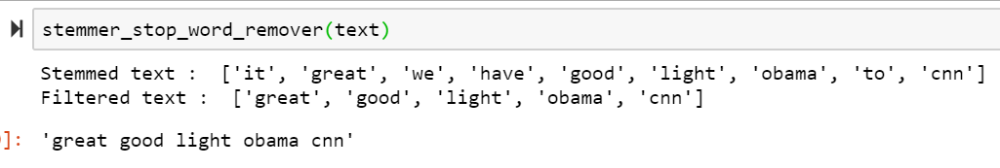 stemmer_stop_word_remover(text)
Stemmed text :  ['it', 'great', 'we', 'have', 'good', 'light', 'obama', 'to', 'cnn']
Filtered text :  ['great', 'good', 'light', 'obama', 'cnn']
]: 'great good light obama cnn'